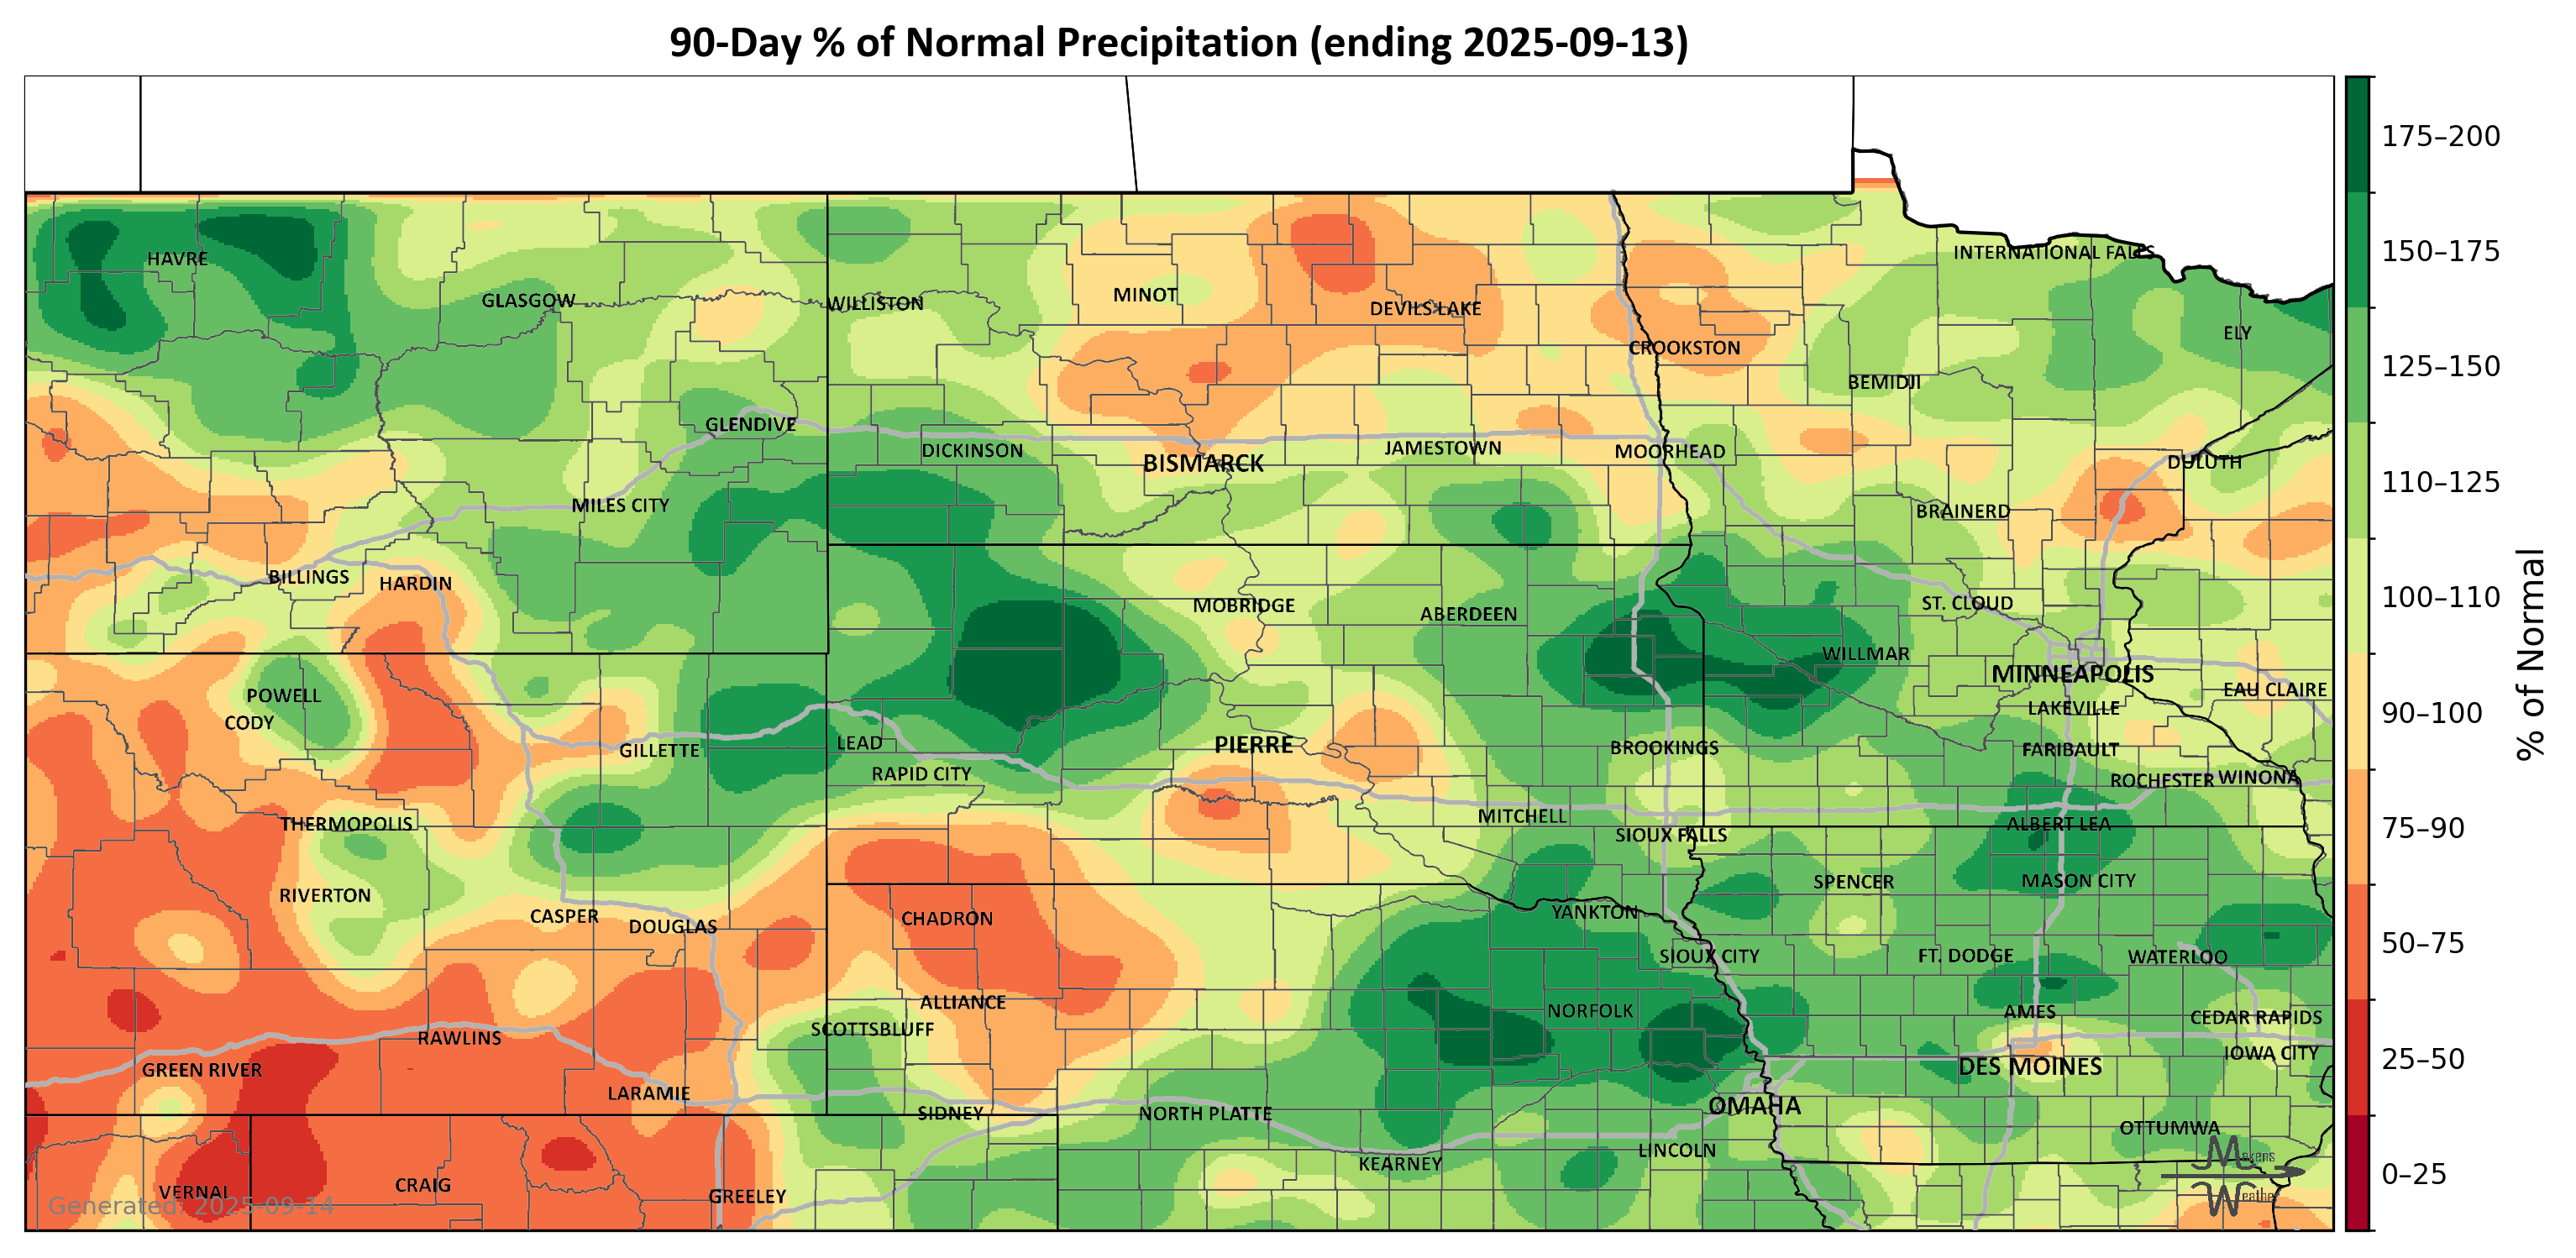 90-Day % of Normal Precipitation (ending 2025-09-13)
175–200
INTERNATIONAL FALLS
150–175
HAVRE
MINOT
GLASGOW
WILLISTON
DEVILS LAKE
ELY
CROOKSTON
125–150
BEMIDJI
GLENDIVE
DICKINSON
JAMESTOWN
MOORHEAD
BISMARCK
DULUTH
110–125
MILES CITY
BRAINERD
BILLINGS
HARDIN
100–110
MOBRIDGE
ABERDEEN
ST. CLOUD
WILLMAR
% of Normal
MINNEAPOLIS
POWELL
EAU CLAIRE
CODY
LAKEVILLE
90–100
LEAD
PIERRE
GILLETTE
BROOKINGS
FARIBAULT
RAPID CITY
ROCHESTER
WINONA
THERMOPOLIS
MITCHELL
ALBERT LEA
75–90
SIOUX FALLS
RIVERTON
SPENCER
MASON CITY
CASPER
CHADRON
YANKTON
DOUGLAS
50–75
SIOUX CITY
FT. DODGE
WATERLOO
ALLIANCE
NORFOLK
AMES
CEDAR RAPIDS
SCOTTSBLUFF
RAWLINS
IOWA CITY
25–50
GREEN RIVER
DES MOINES
LARAMIE
OMAHA
SIDNEY
NORTH PLATTE
OTTUMWA
LINCOLN
KEARNEY
Makens
Weather
0–25
VERNAL
CRAIG
GREELEY
Generated: 2025-09-14